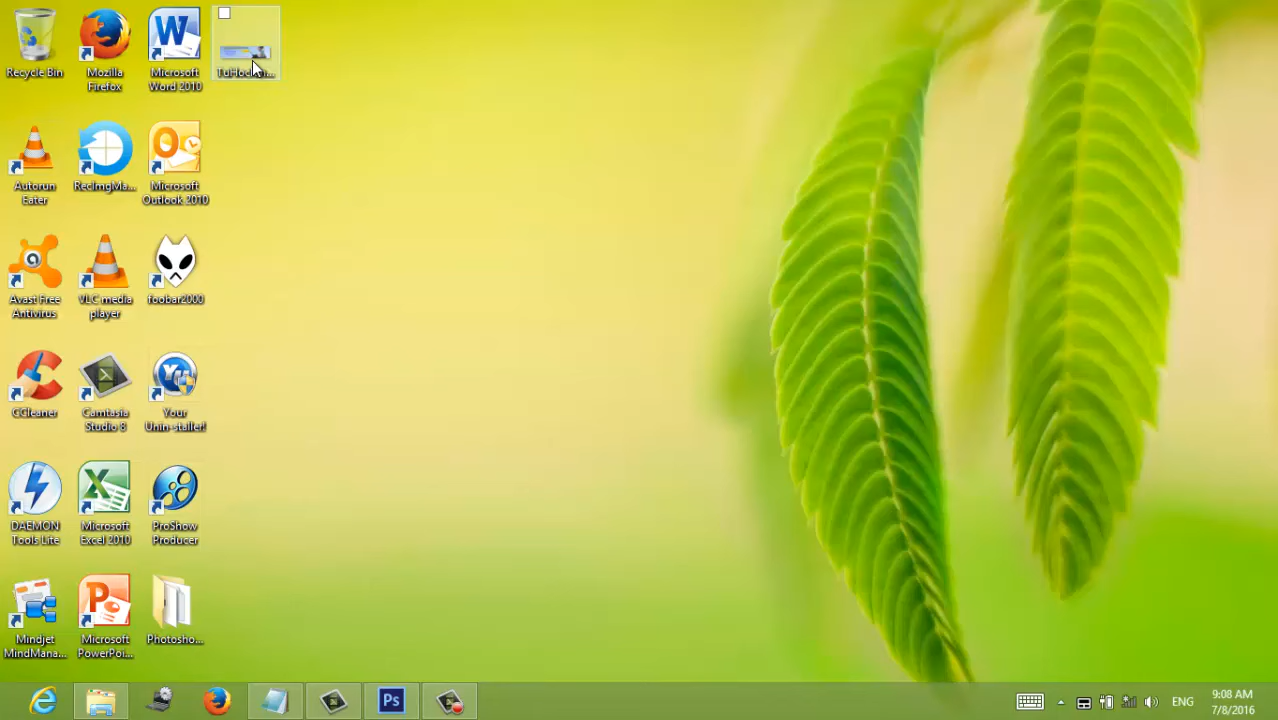 Recycle Bin
Mozilla
Firefox
Microsoft
Word 2010
Autorun
Eater
RecImgMa...
Microsoft
Outlook 2010
Avast Free
Antivirus
VLC media
player
foobar2000
CCleaner
Camtasia
Studio 8
Your
Unin-staller!
DAEMON
Tools Lite
Microsoft
Excel 2010
ProShow
Producer
Mindjet
MindMana...
Microsoft
PowerPoi...
Photosho...
Ps
ENG
9:08 AM
7/8/2016